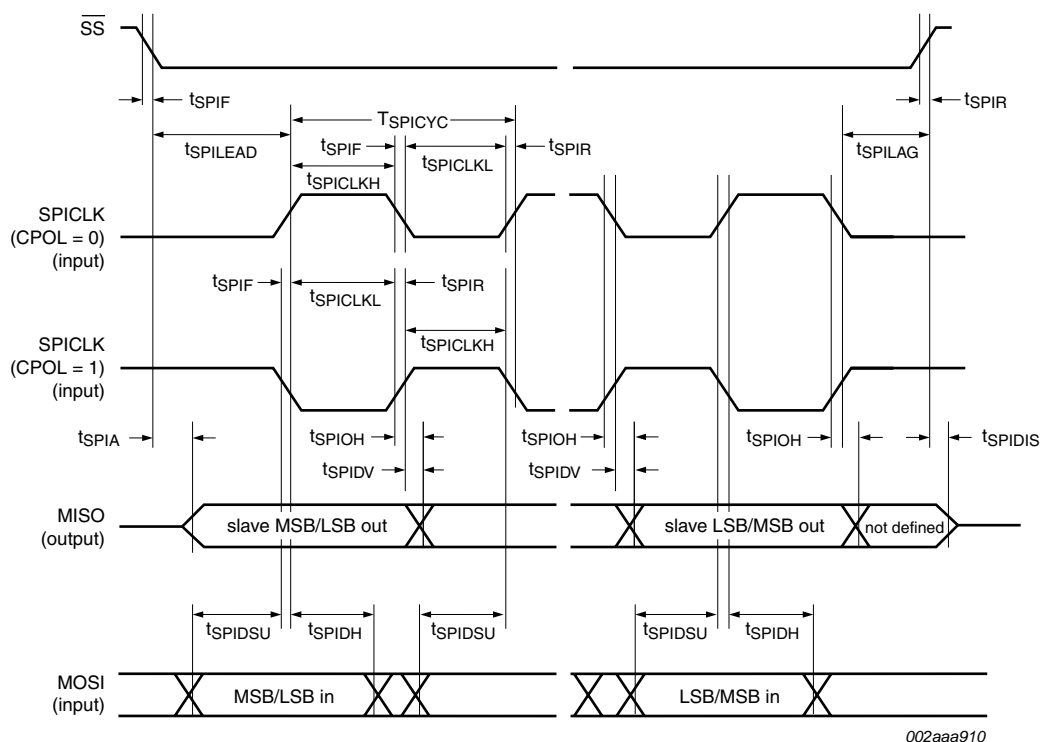 SS
tSPIF
tSPIR
TSPICYC
tSPILEAD
tSPIF
tSPICLKL
tSPIR
tSPILAG
tSPICLKH
SPICLK
(CPOL = 0)
(input)
tSPIF
tSPICLKL
tSPIR
tSPICLKH
SPICLK
(CPOL = 1)
(input)
tSPIA
tSPIOH
tSPIOH
tSPIOH
tSPIDIS
tSPIDV
tSPIDV
MISO
(output)
slave MSB/LSB out
slave LSB/MSB out
not defined
tSPIDSU
tSPIDH
tSPIDSU
tSPIDSU
tSPIDH
MOSI
(input)
MSB/LSB in
LSB/MSB in
002aaa910